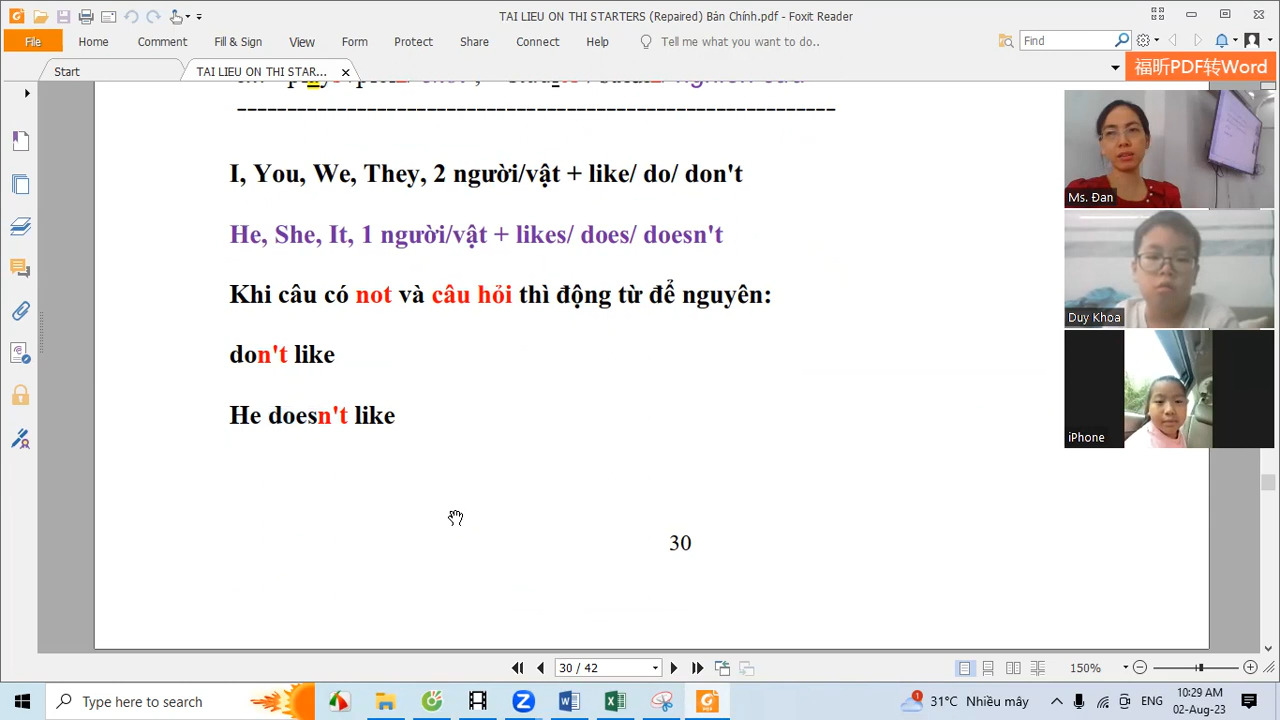 TAI LIEU ON THI STARTERS (Repaired) Bản Chính.pdf - Foxit Reader
File Home Comment Fill & Sign View Form Protect Share Connect Help Tell me what you want to do.. Find
Start TAI LIEU ON THI STAR... 福昕PDF转Word
I, You, We, They, 2 người/vật + like/ do/ don't
He, She, It, 1 người/vật + likes/ does/ doesn't
Khi câu có not và câu hỏi thì động từ để nguyên:
don't like
He doesn't like
30
Ms. Đan
Duy Khoa
iPhone
30 / 42 150%
Type here to search 31°C Nhiều mây ENG 10:29 AM
02-Aug-23